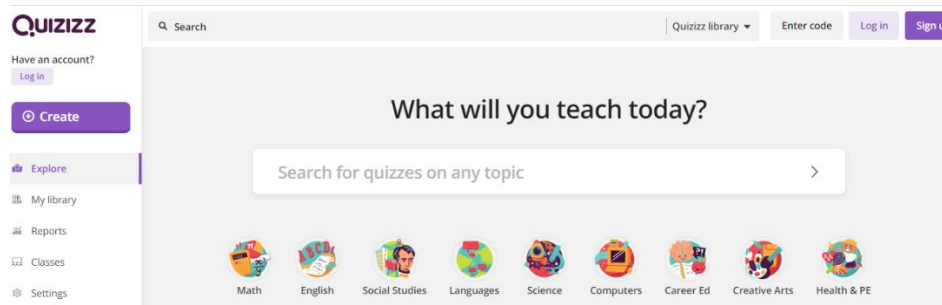 QUIZIZZ
Search
Quizizz library
Enter code
Log in
Sign u
Have an account?
Log in
Create
Explore
My library
Reports
Classes
Settings
What will you teach today?
Search for quizzes on any topic
Math
English
Social Studies
Languages
Science
Computers
Career Ed
Creative Arts
Health & PE